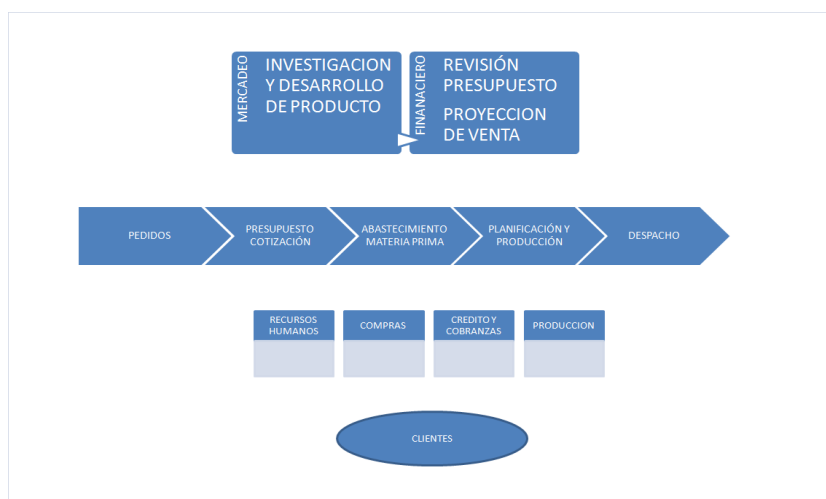 MERCADEO
INVESTIGACION
Y DESARROLLO
DE PRODUCTO
FINANACIERO
REVISIÓN
PRESUPUESTO
PROYECCION
DE VENTA
PEDIDOS
PRESUPUESTO
COTIZACIÓN
ABASTECIMIENTO
MATERIA PRIMA
PLANIFICACIÓN Y
PRODUCCIÓN
DESPACHO
RECURSOS
HUMANOS
COMPRAS
CREDITO Y
COBRANZAS
PRODUCCION
CLIENTES